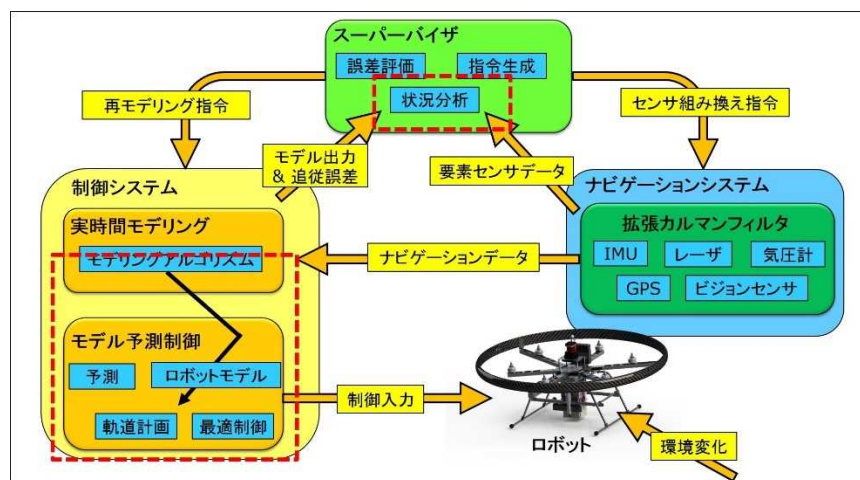 スーパーバイザ
誤差評価
指令生成
状況分析
再モデリング指令
センサ組み換え指令
モデル出力
& 追従誤差
要素センサデータ
制御システム
実時間モデリング
モデリングアルゴリズム
ナビゲーションシステム
拡張カルマンフィルタ
IMU
レーザ
気圧計
GPS
ビジョンセンサ
ナビゲーションデータ
モデル予測制御
予測
ロボットモデル
軌道計画
最適制御
制御入力
ロボット
環境変化